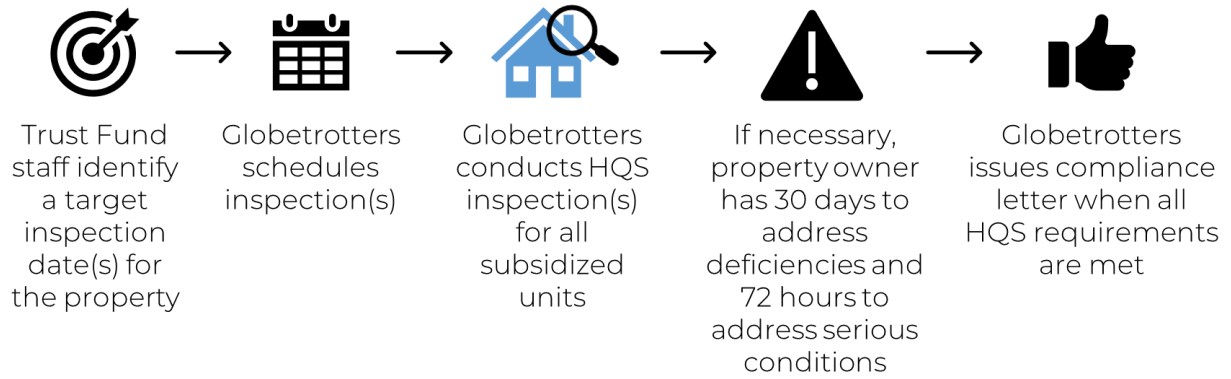 Trust Fund
staff identify
a target
inspection
date(s) for
the property
Globetrotters
schedules
inspection(s)
Globetrotters
conducts HQS
inspection(s)
for all
subsidized
units
If necessary,
property owner
has 30 days to
address
deficiencies and
72 hours to
address serious
conditions
Globetrotters
issues compliance
letter when all
HQS requirements
are met